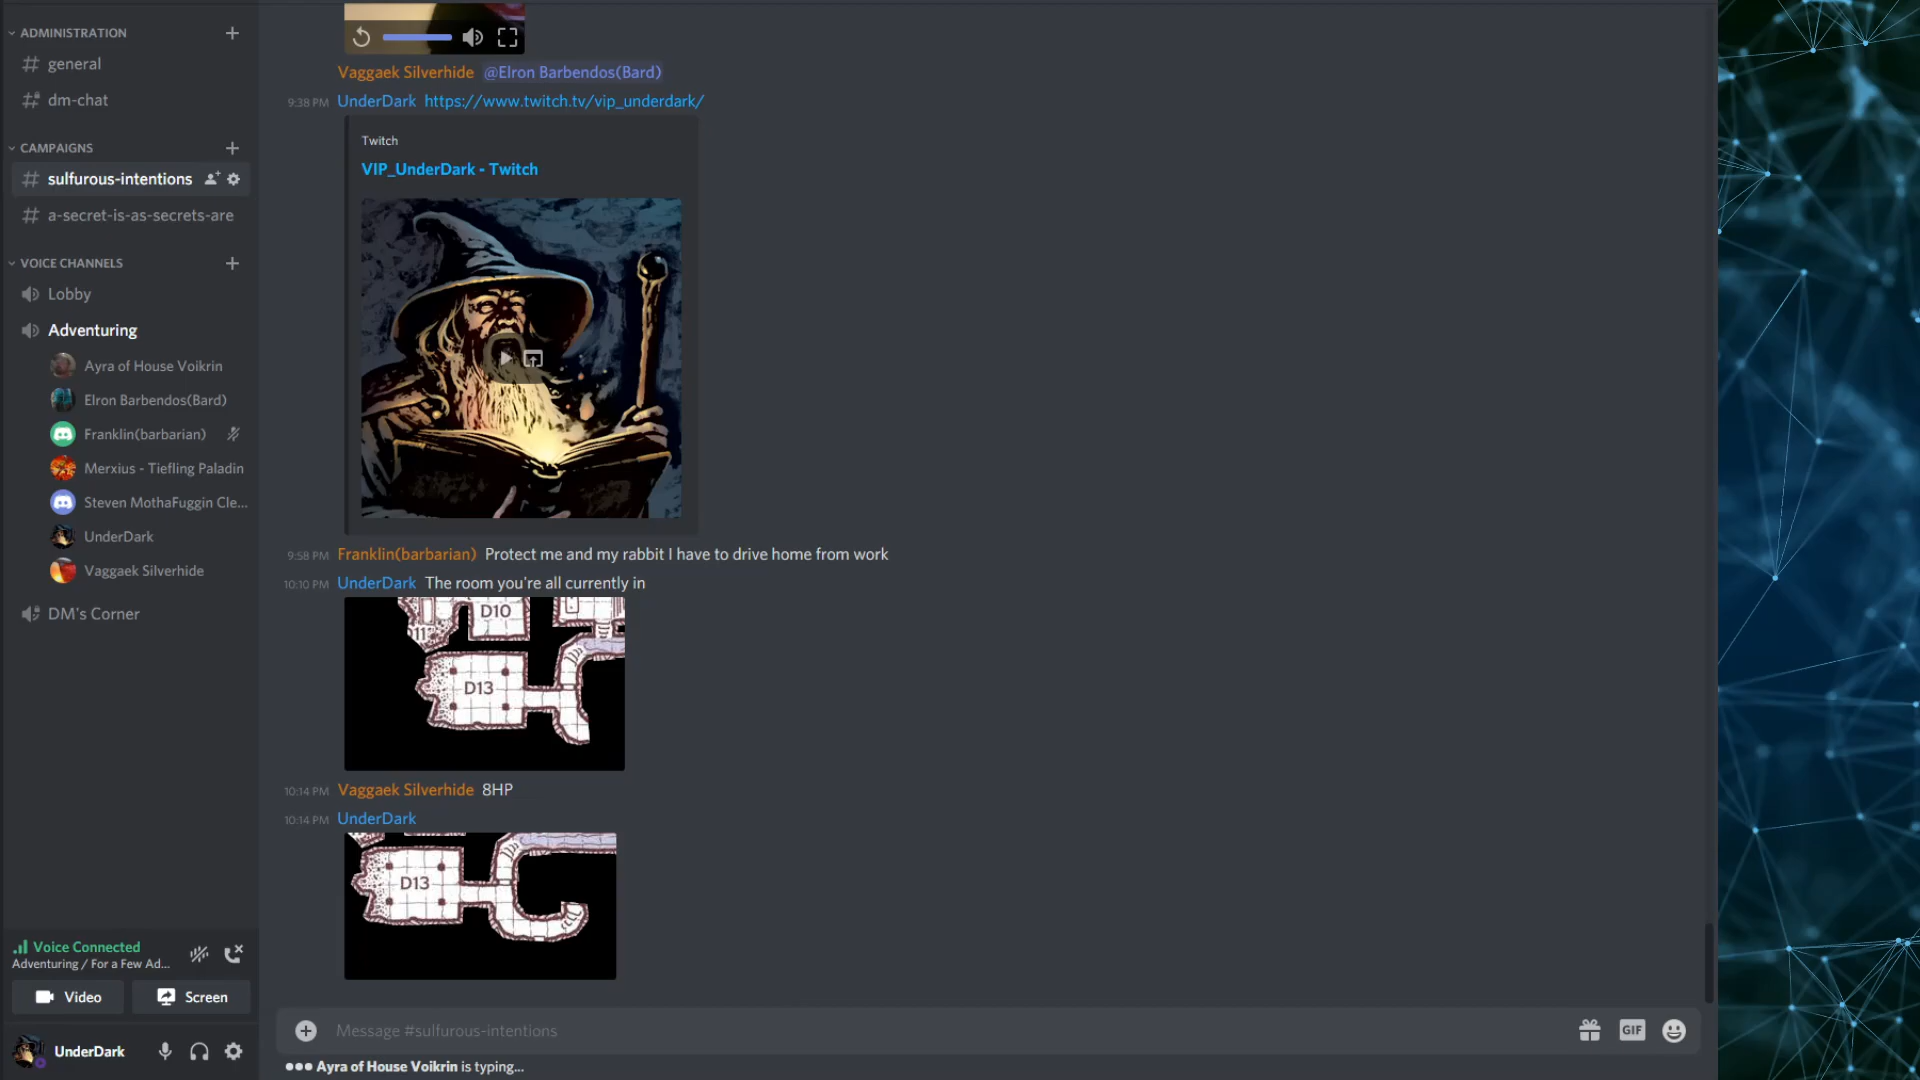 ADMINISTRATION
general
dm-chat
CAMPAIGNS
sulfurous-intentions
a-secret-is-as-secrets-are
VOICE CHANNELS
Lobby
Adventuring
Ayra of House Voikrin
Elron Barbendos(Bard)
Franklin(barbarian)
Merxius - Tiefling Paladin
Steven MothaFuggin Cle...
UnderDark
Vaggaek Silverhide
DM's Corner
Voice Connected
Adventuring / For a Few Ad...
Video Screen
UnderDark
Vaggaek Silverhide @Elron Barbendos(Bard)
9:38 PM UnderDark https://www.twitch.tv/vip_underdark/
Twitch
VIP_UnderDark - Twitch
9:58 PM Franklin(barbarian) Protect me and my rabbit I have to drive home from work
10:10 PM UnderDark The room you're all currently in
D10
11
D13
10:14 PM Vaggaek Silverhide 8HP
10:14 PM UnderDark
D13
Message #sulfurous-intentions
GIF
Ayra of House Voikrin is typing...